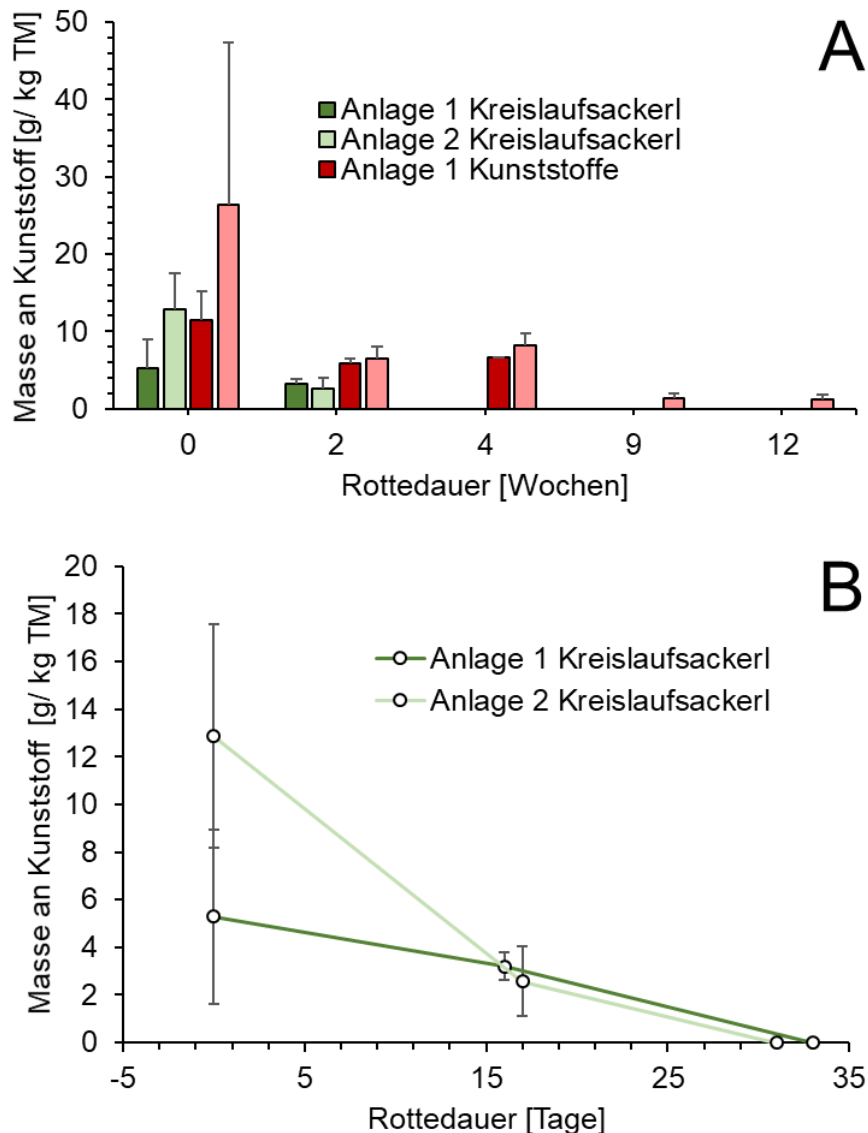 A
Masse an Kunststoff [g/ kg TM]
50
40
30
20
10
0
Anlage 1 Kreislaufsackerl
Anlage 2 Kreislaufsackerl
Anlage 1 Kunststoffe
0 2 4 9 12
Rottedauer [Wochen]
B
Masse an Kunststoff [g/ kg TM]
20
18
16
14
12
10
8
6
4
2
0
Anlage 1 Kreislaufsackerl
Anlage 2 Kreislaufsackerl
-5 5 15 25 35
Rottedauer [Tage]